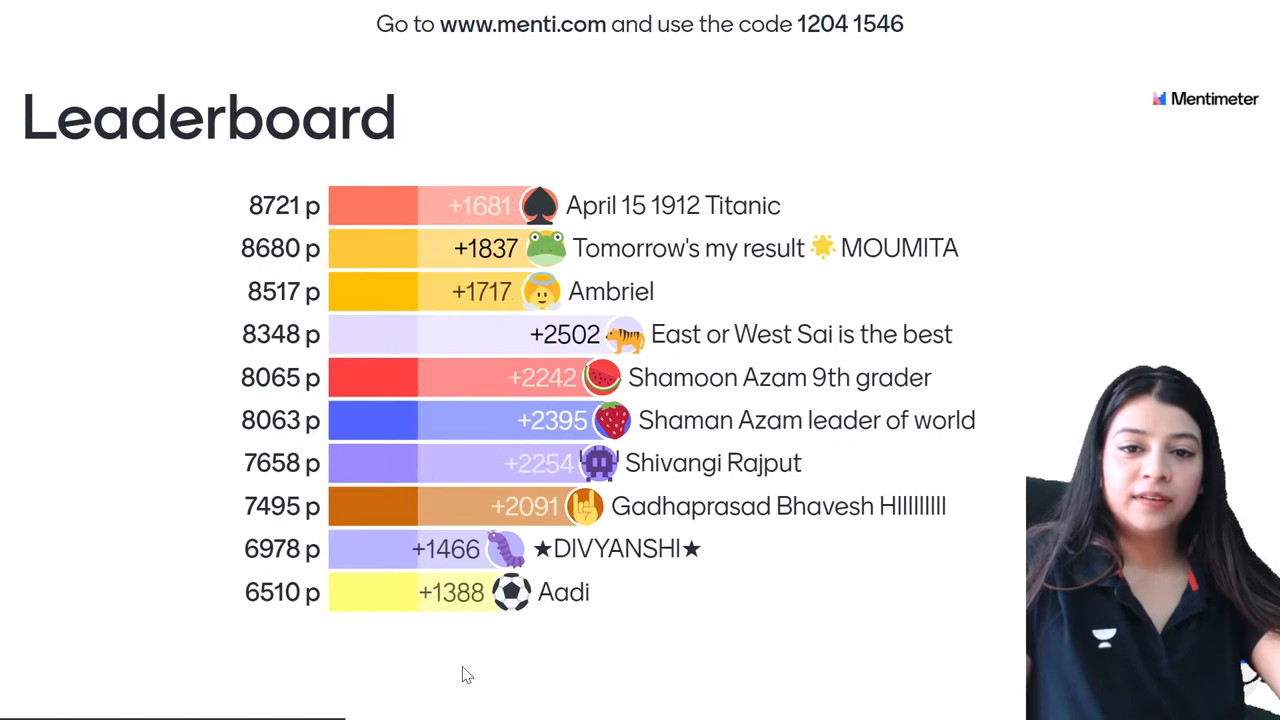 Go to www.menti.com and use the code 1204 1546
Leaderboard
Mentimeter
8721 p +1681 April 15 1912 Titanic
8680 p +1837 Tomorrow's my result 🌟 MOUMITA
8517 p +1717 Ambriel
8348 p +2502 East or West Sai is the best
8065 p +2242 Shamoon Azam 9th grader
8063 p +2395 Shaman Azam leader of world
7658 p +2254 Shivangi Rajput
7495 p +2091 Gadhaprasad Bhavesh HIIIIIIIII
6978 p +1466 ★DIVYANSHI★
6510 p +1388 Aadi